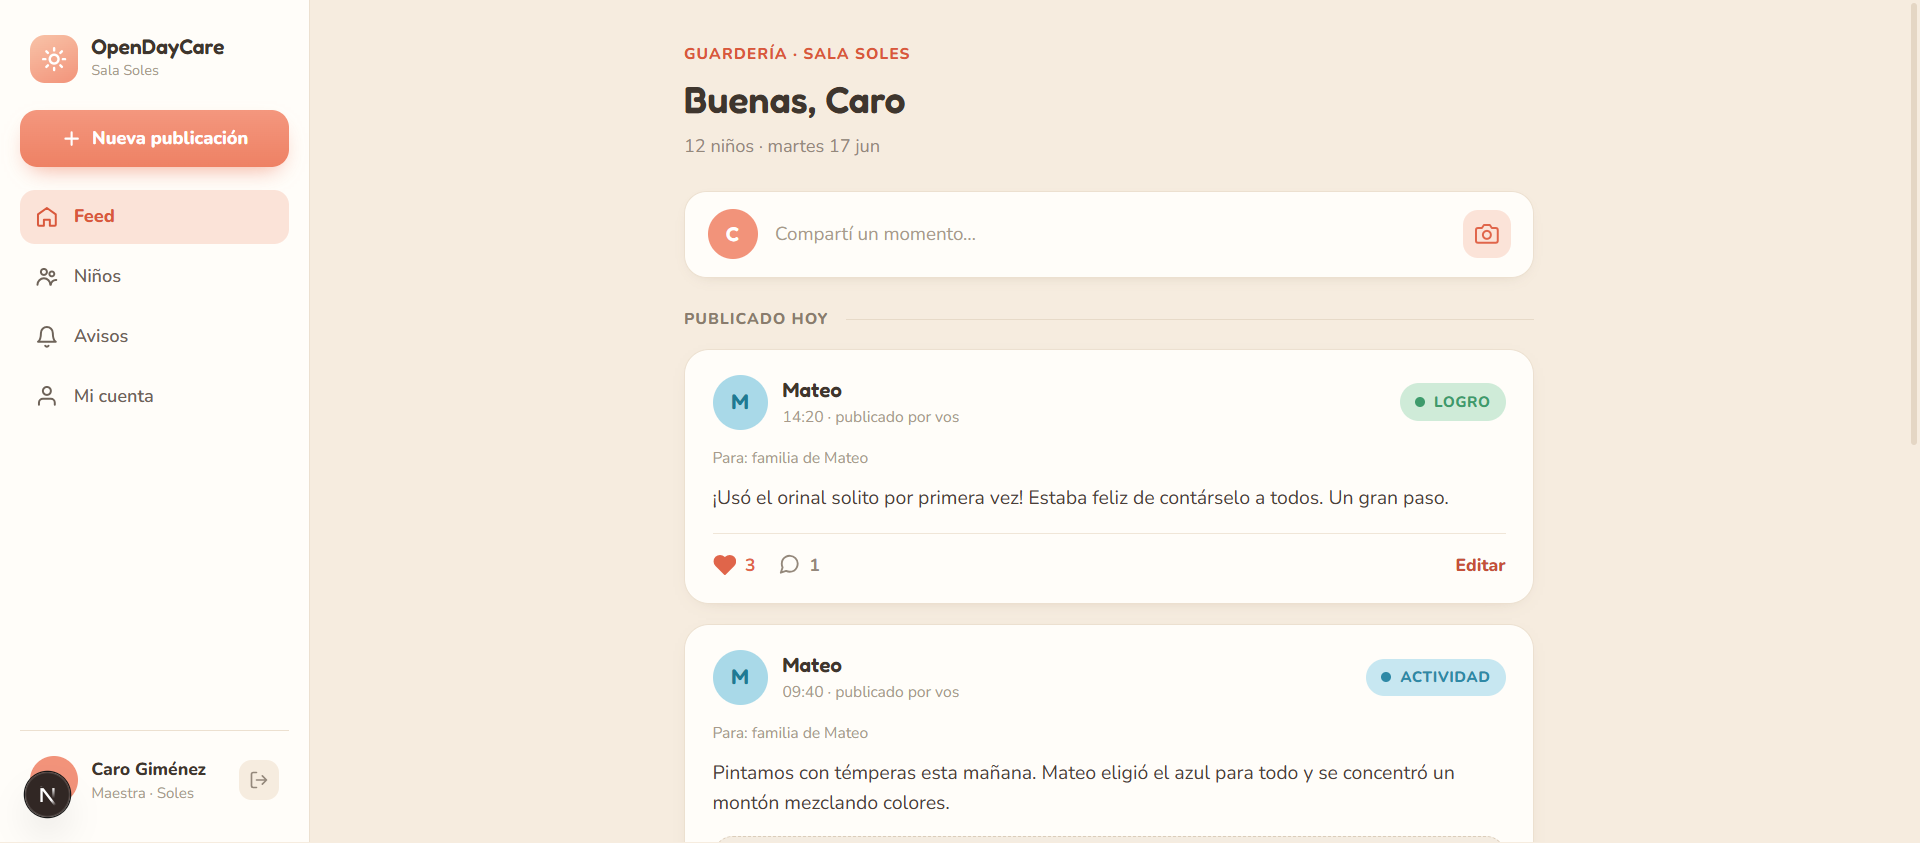 OpenDayCare
Sala Soles
Nueva publicación
Feed
Niños
Avisos
Mi cuenta
Caro Giménez
Maestra · Soles
N
GUARDERÍA · SALA SOLES
Buenas, Caro
12 niños · martes 17 jun
C
Compartí un momento...
PUBLICADO HOY
M
Mateo
14:20 · publicado por vos
LOGRO
Para: familia de Mateo
¡Usó el orinal solito por primera vez! Estaba feliz de contárselo a todos. Un gran paso.
3
1
Editar
M
Mateo
09:40 · publicado por vos
ACTIVIDAD
Para: familia de Mateo
Pintamos con témperas esta mañana. Mateo eligió el azul para todo y se concentró un
montón mezclando colores.